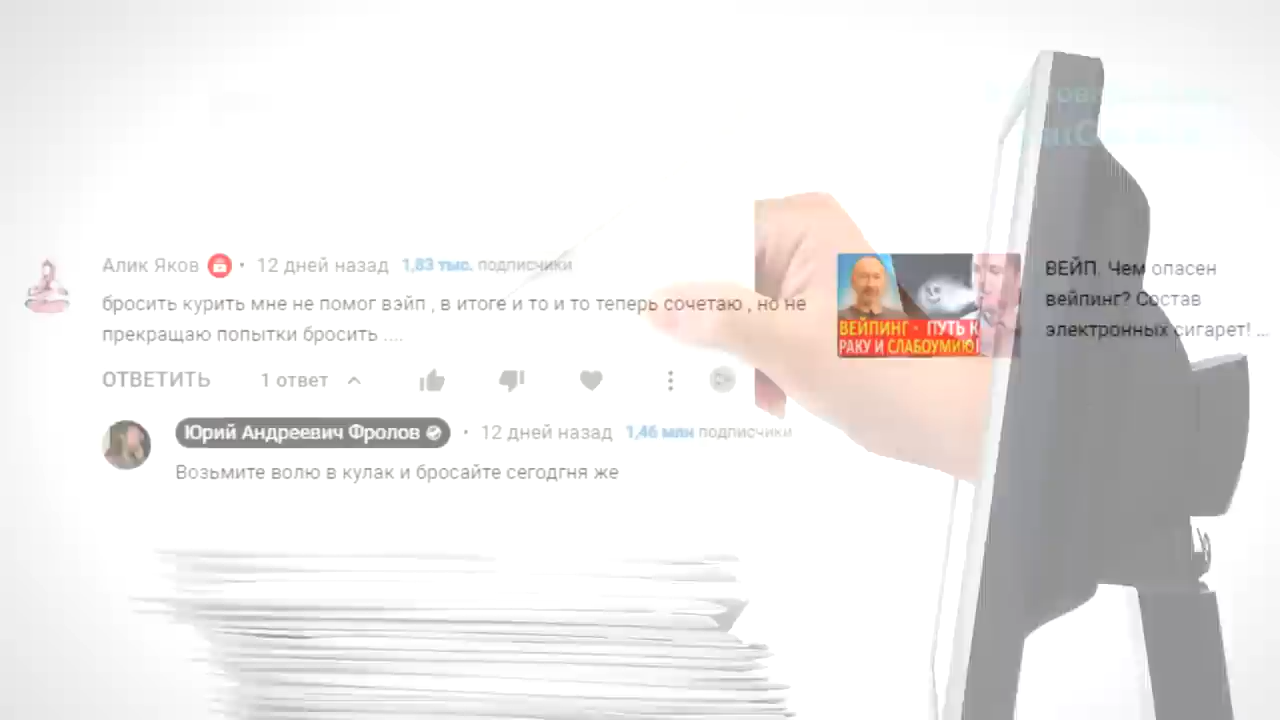 Алик Яков • 12 дней назад 1,83 тыс. подписчики
бросить курить мне не помог вэйп , в итоге и то и то теперь сочетаю , но не
прекращаю попытки бросить ....
ОТВЕТИТЬ 1 ответ
Юрий Андреевич Фролов • 12 дней назад 1,46 млн подписчики
Возьмите волю в кулак и бросайте сегодгня же
ВЕЙПИНГ - ПУТЬ К
РАКУ И СЛАБОУМИЮ!
ВЕЙП. Чем опасен
вейпинг? Состав
электронных сигарет! ...